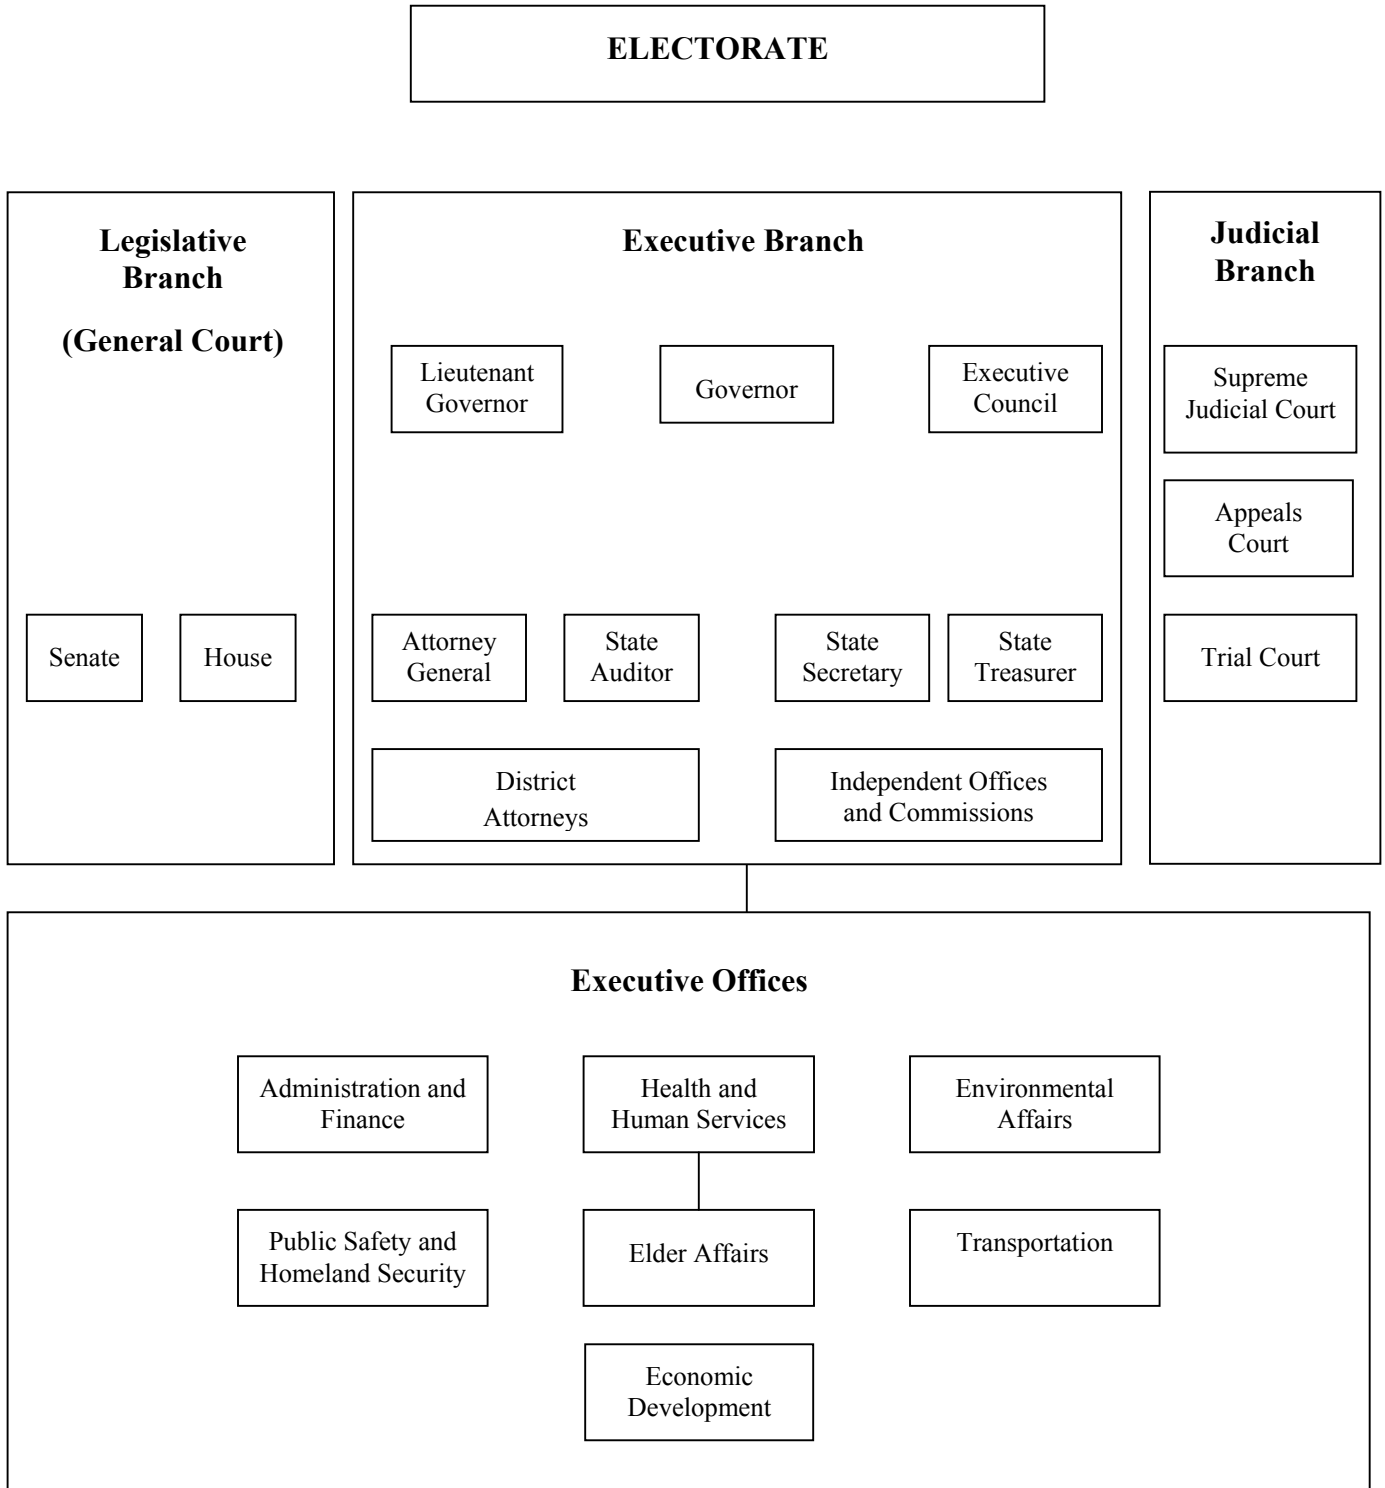 ELECTORATE
Legislative
Branch
(General Court)
Senate
House
Executive Branch
Lieutenant
Governor
Governor
Executive
Council
Attorney
General
State
Auditor
State
Secretary
State
Treasurer
District
Attorneys
Independent Offices
and Commissions
Judicial
Branch
Supreme
Judicial Court
Appeals
Court
Trial Court
Executive Offices
Administration and
Finance
Health and
Human Services
Environmental
Affairs
Public Safety and
Homeland Security
Elder Affairs
Transportation
Economic
Development